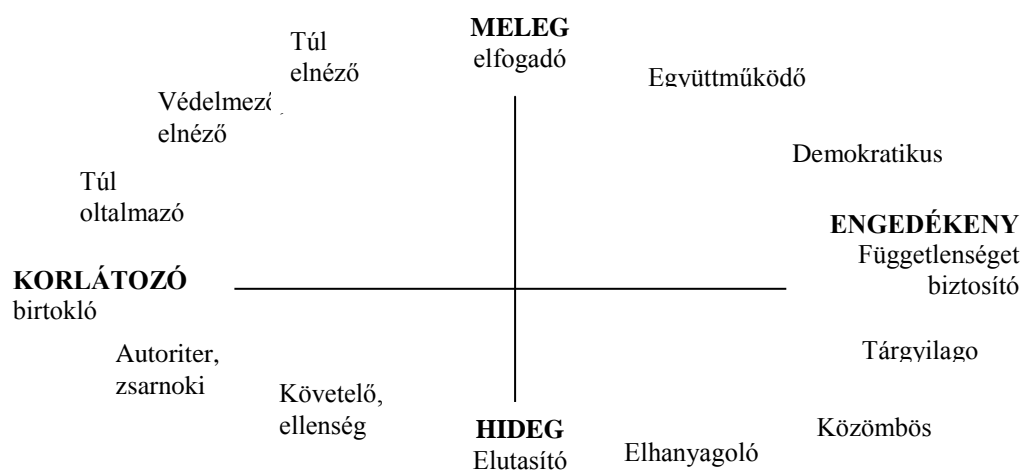 MELEG
elfogadó
Túl
elnéző
Együttműködő
Védelmező
elnéző
Demokratikus
Túl
oltalmazó
ENGEDÉKENY
Függetlenséget
biztosító
KORLÁTOZÓ
birtokló
Autoriter,
zsarnoki
Tárgyilago
Követelő,
ellenség
HIDEG
Elutasító
Közömbös
Elhanyagoló